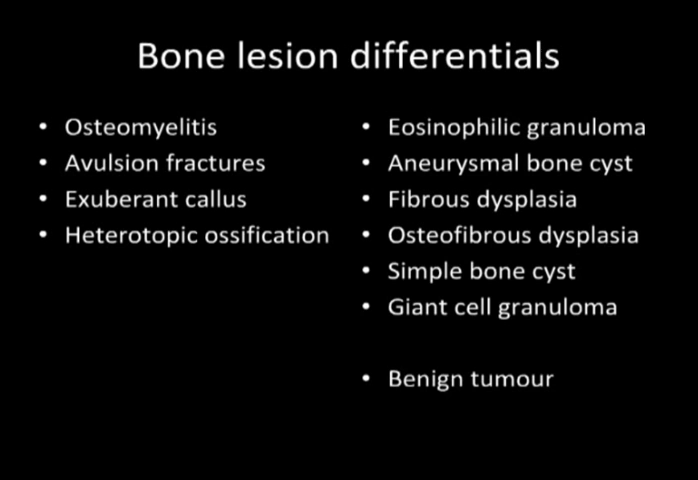 Bone lesion differentials
• Osteomyelitis
• Avulsion fractures
• Exuberant callus
• Heterotopic ossification
• Eosinophilic granuloma
• Aneurysmal bone cyst
• Fibrous dysplasia
• Osteofibrous dysplasia
• Simple bone cyst
• Giant cell granuloma
• Benign tumour